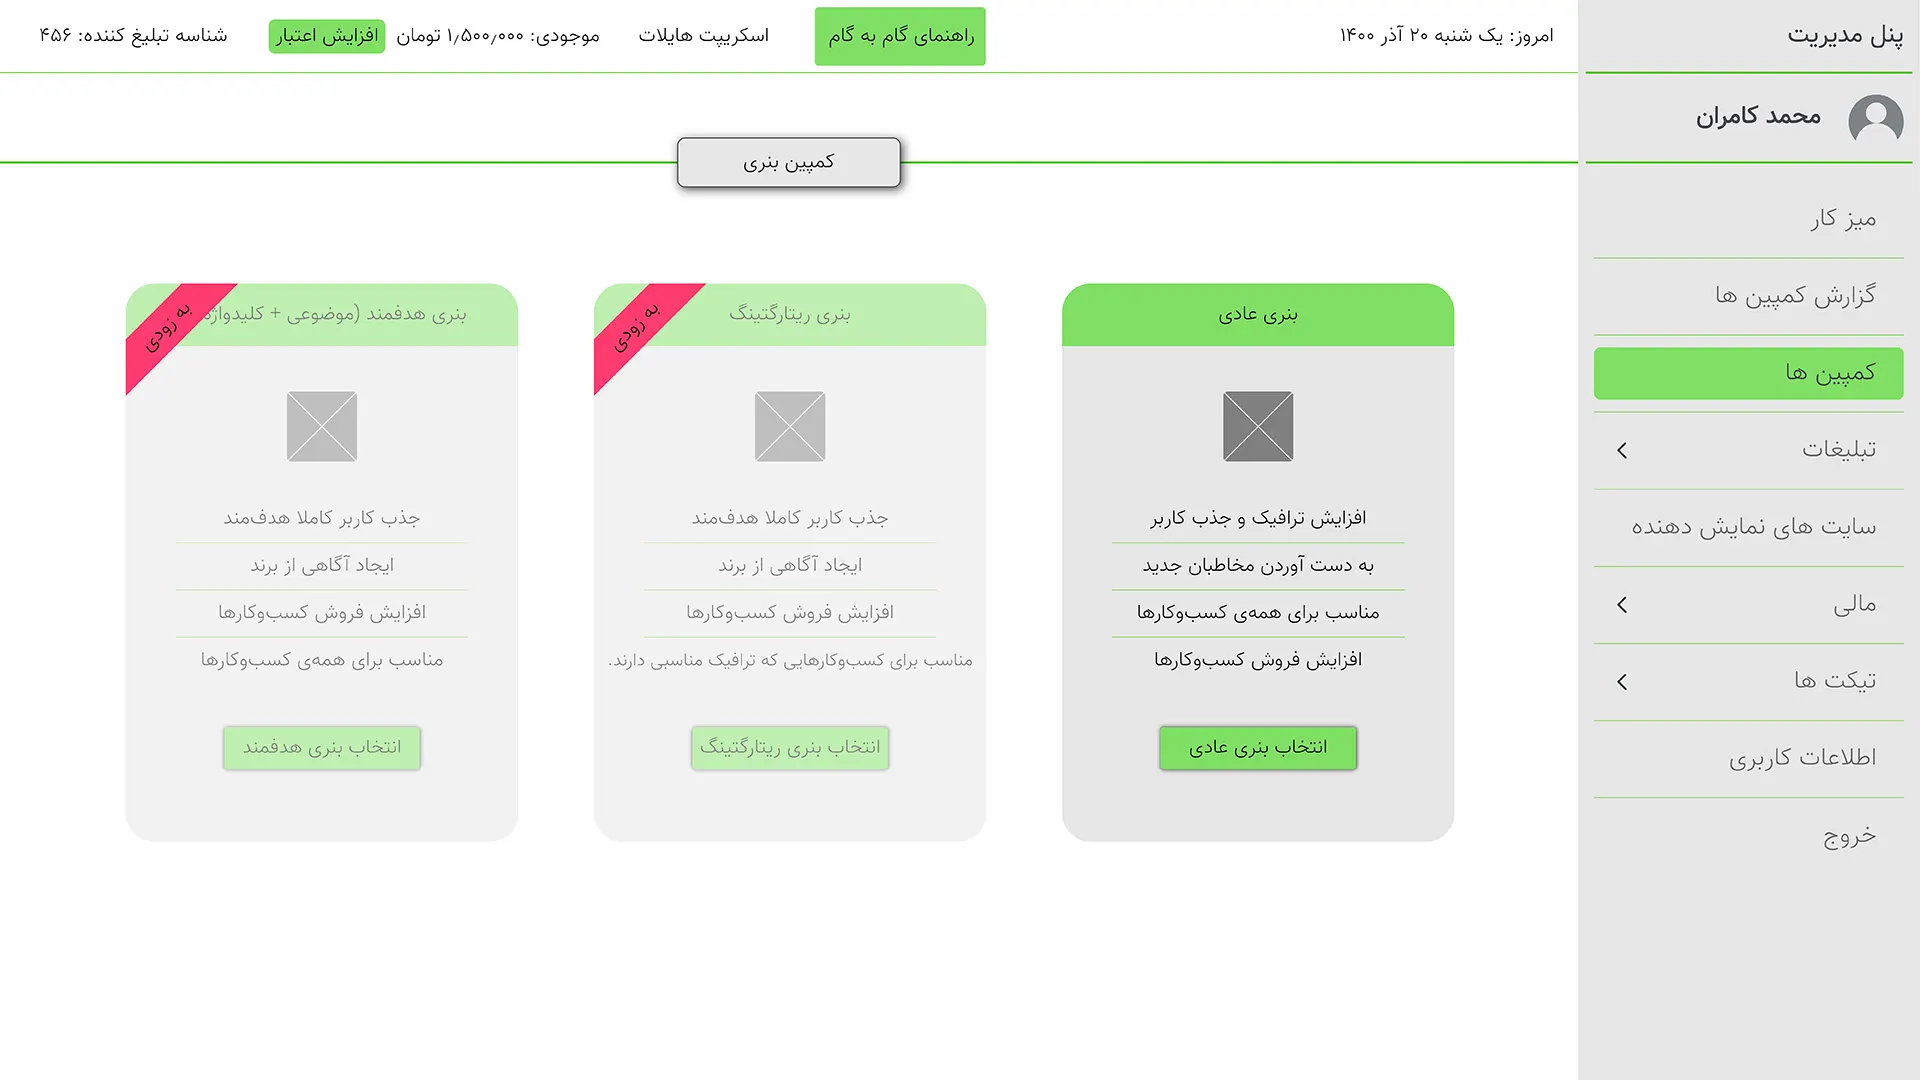 پنل مدیریت
محمد کامران
میز کار
گزارش کمپین ها
کمپین ها
تبلیغات
سایت های نمایش دهنده
مالی
تیکت ها
اطلاعات کاربری
خروج
امروز: یک شنبه ۲۰ آذر ۱۴۰۰
راهنمای گام به گام
اسکریپت هایلات
موجودی: ۱٫۵۰۰٫۰۰۰ تومان
افزایش اعتبار
شناسه تبلیغ کننده: ۴۵۶
کمپین بنری
بنری عادی
افزایش ترافیک و جذب کاربر
به دست آوردن مخاطبان جدید
مناسب برای همه‌ی کسب‌وکارها
افزایش فروش کسب‌وکارها
انتخاب بنری عادی
بنری ریتارگتینگ
به زودی
جذب کاربر کاملا هدف‌مند
ایجاد آگاهی از برند
افزایش فروش کسب‌وکارها
مناسب برای کسب‌وکارهایی که ترافیک مناسبی دارند.
انتخاب بنری ریتارگتینگ
بنری هدفمند (موضوعی + کلیدواژه
به زودی
جذب کاربر کاملا هدف‌مند
ایجاد آگاهی از برند
افزایش فروش کسب‌وکارها
مناسب برای همه‌ی کسب‌وکارها
انتخاب بنری هدفمند